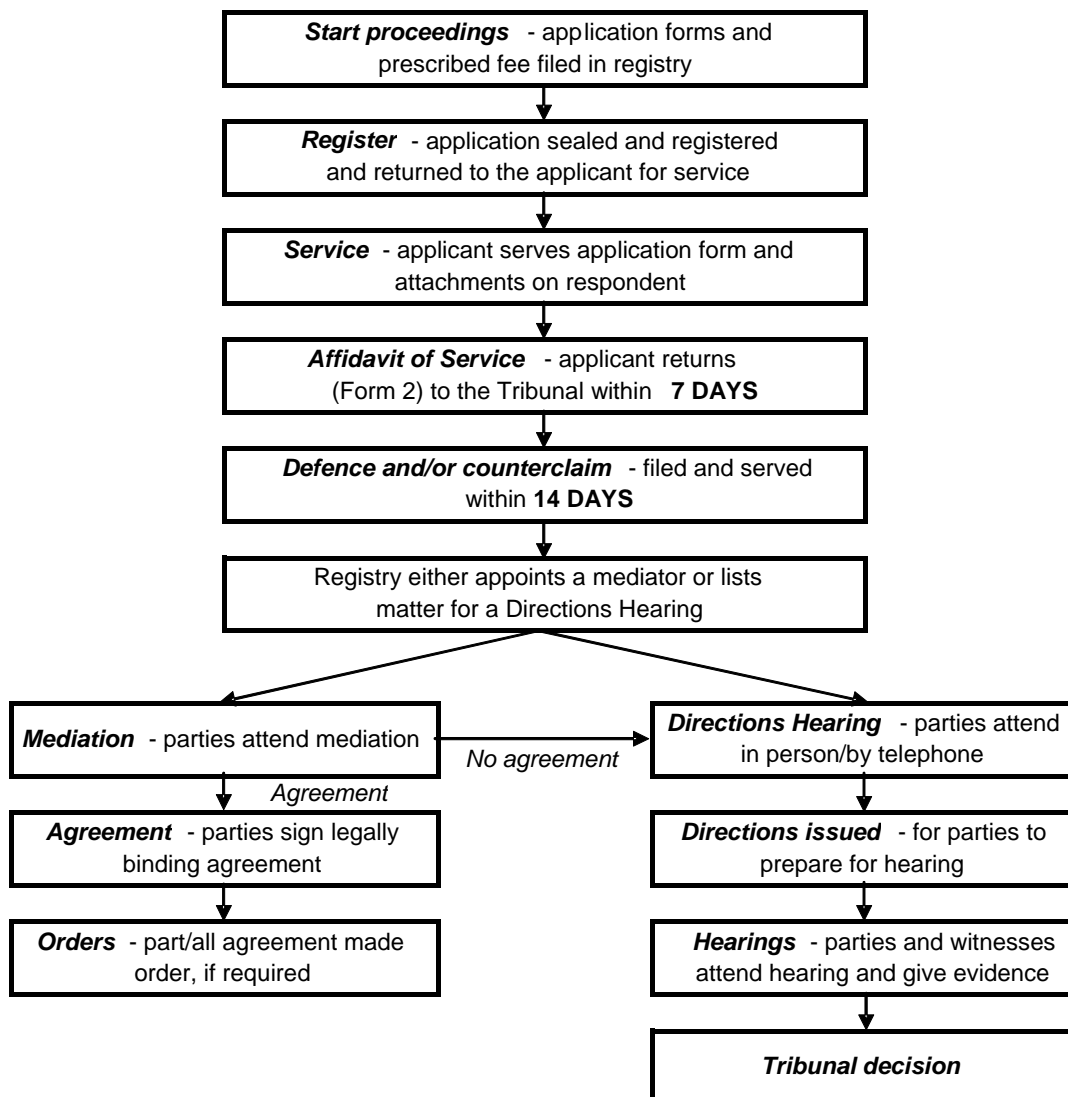 Start proceedings - application forms and
prescribed fee filed in registry
Register - application sealed and registered
and returned to the applicant for service
Service - applicant serves application form and
attachments on respondent
Affidavit of Service - applicant returns
(Form 2) to the Tribunal within 7 DAYS
Defence and/or counterclaim - filed and served
within 14 DAYS
Registry either appoints a mediator or lists
matter for a Directions Hearing
Mediation - parties attend mediation
No agreement
Directions Hearing - parties attend
in person/by telephone
Agreement
Agreement - parties sign legally
binding agreement
Directions issued - for parties to
prepare for hearing
Orders - part/all agreement made
order, if required
Hearings - parties and witnesses
attend hearing and give evidence
Tribunal decision